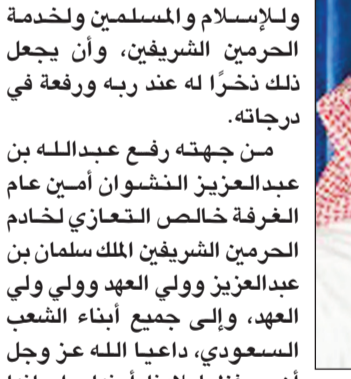 وللإسلام والمسلمين ولخدمة
الحرمين الشريفين، وأن يجعل
ذلك ذخرًا له عند ربه ورفعة في
درجاته.
من جهته رفع عبدالله بن
عبدالعزيز النشوان أمين عام
الغرفة خالص التعازي لخادم
الحرمين الشريفين الملك سلمان بن
عبدالعزيز وولي العهد وولي ولي
العهد، وإلى جميع أبناء الشعب
السعودي، داعيا الله عز وجل